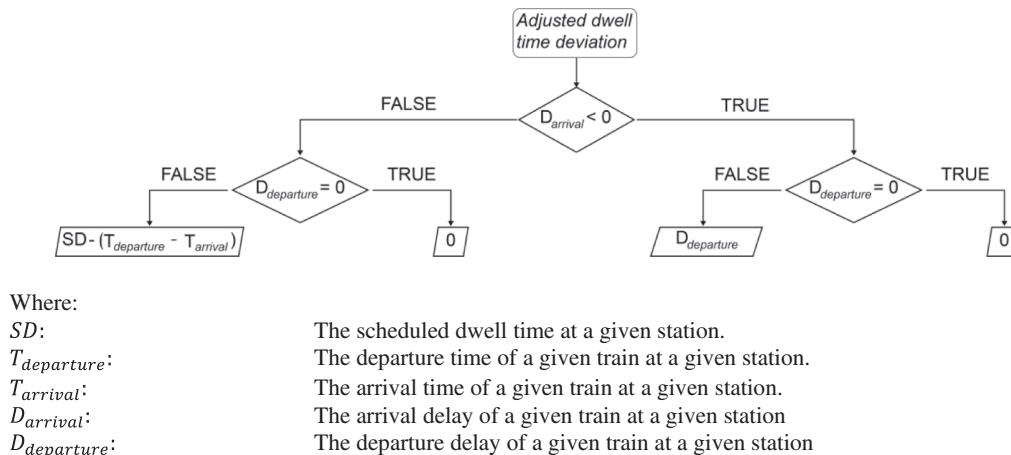 Adjusted dwell
time deviation
FALSE
D_arrival < 0
TRUE
FALSE
D_departure = 0
TRUE
FALSE
D_departure = 0
TRUE
SD - (T_departure - T_arrival)
0
D_departure
0
Where:
SD: The scheduled dwell time at a given station.
T_departure: The departure time of a given train at a given station.
T_arrival: The arrival time of a given train at a given station.
D_arrival: The arrival delay of a given train at a given station
D_departure: The departure delay of a given train at a given station